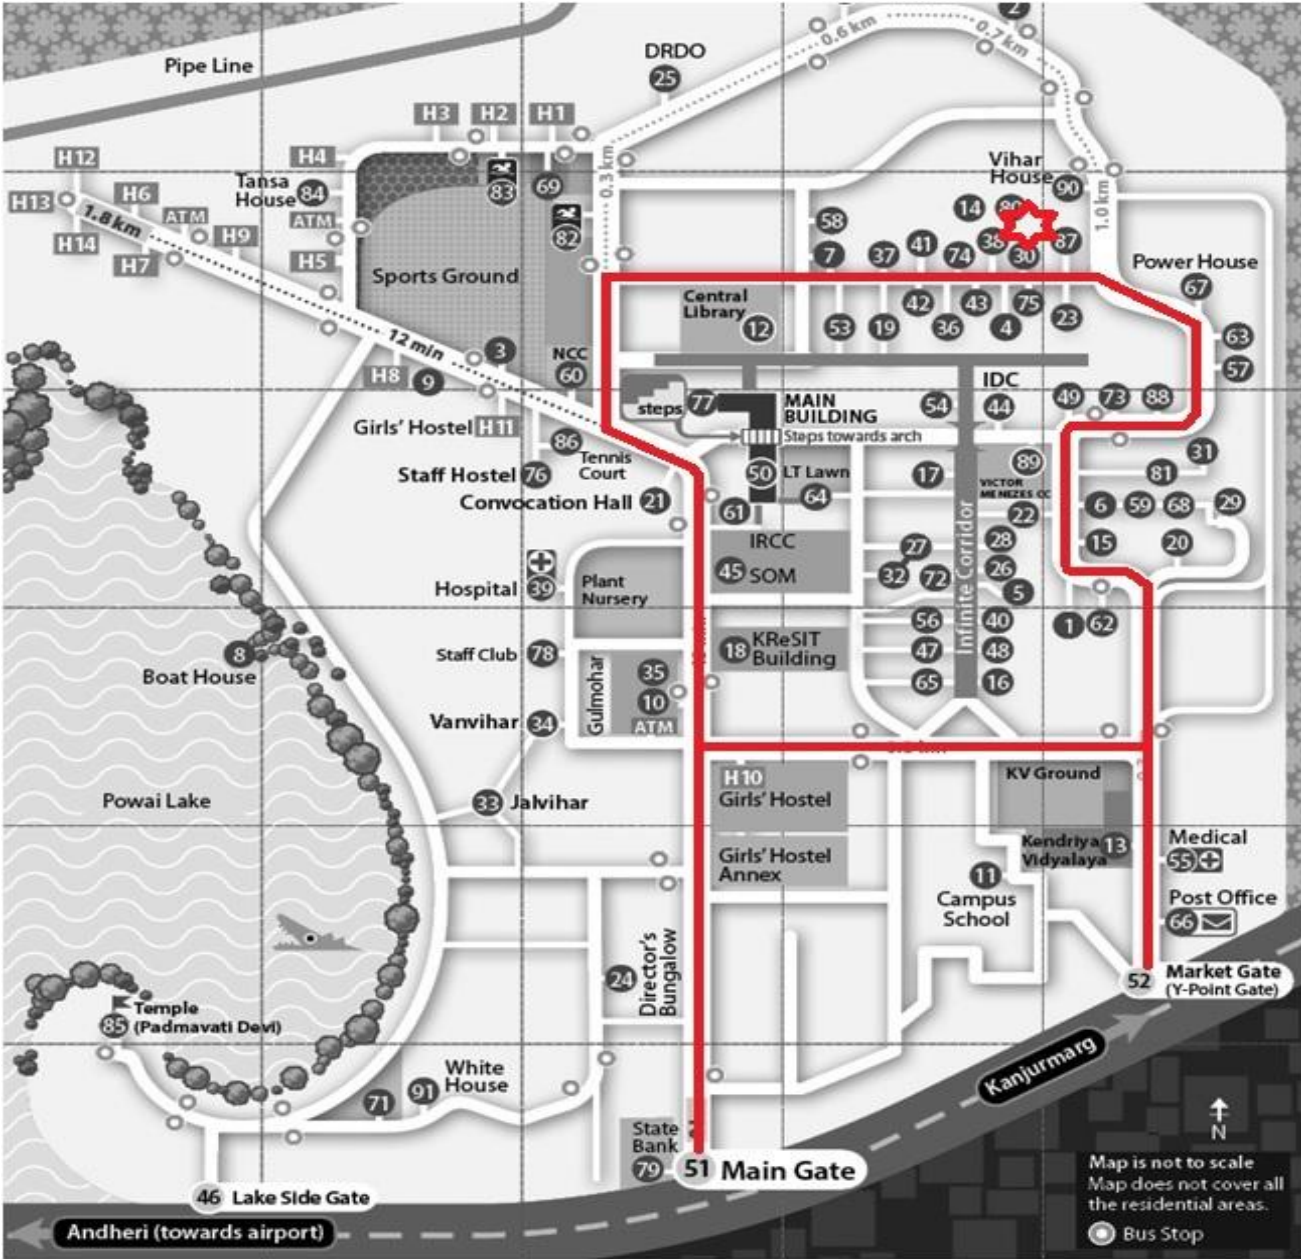 2
0.6 km
0.7 km
DRDO
25
Pipe Line
H3
H2
H1
H12
H4
83
69
0.3 km
Vihar
House
90
Tansa
House
84
H13
H6
1.8 km
ATM
ATM
H9
H14
H7
H5
82
58
14
1.0 km
7
37
41
74
38
30
87
Sports Ground
Power House
67
Central
Library
12
42
43
75
53
19
36
4
23
63
57
12 min
3
NCC
60
H8
9
steps
77
MAIN
BUILDING
Steps towards arch
IDC
54
44
49
73
88
Girls' Hostel
H11
86
Tennis
Court
Staff Hostel
76
Convocation Hall
21
50
LT Lawn
64
61
17
89
VICTOR
MENEZES CC
22
31
81
6
59
68
29
IRCC
45
SOM
27
28
15
20
32
72
26
5
Infinite Corridor
Hospital
39
Plant
Nursery
56
40
1
62
18
KReSIT
Building
47
48
65
16
Staff Club
78
8
Boat House
Gulmohar
35
10
ATM
Vanvihar
34
H10
Girls' Hostel
KV Ground
Powai Lake
33
Jalvihar
Girls' Hostel
Annex
Kendriya
Vidyalaya
13
Medical
55
11
Campus
School
Post Office
66
Director's
Bungalow
24
52
Market Gate
(Y-Point Gate)
Temple
(Padmavati Devi)
85
White
House
71
91
Kanjurmarg
State
Bank
79
51
Main Gate
N
46
Lake Side Gate
Andheri (towards airport)
Map is not to scale
Map does not cover all
the residential areas.
Bus Stop